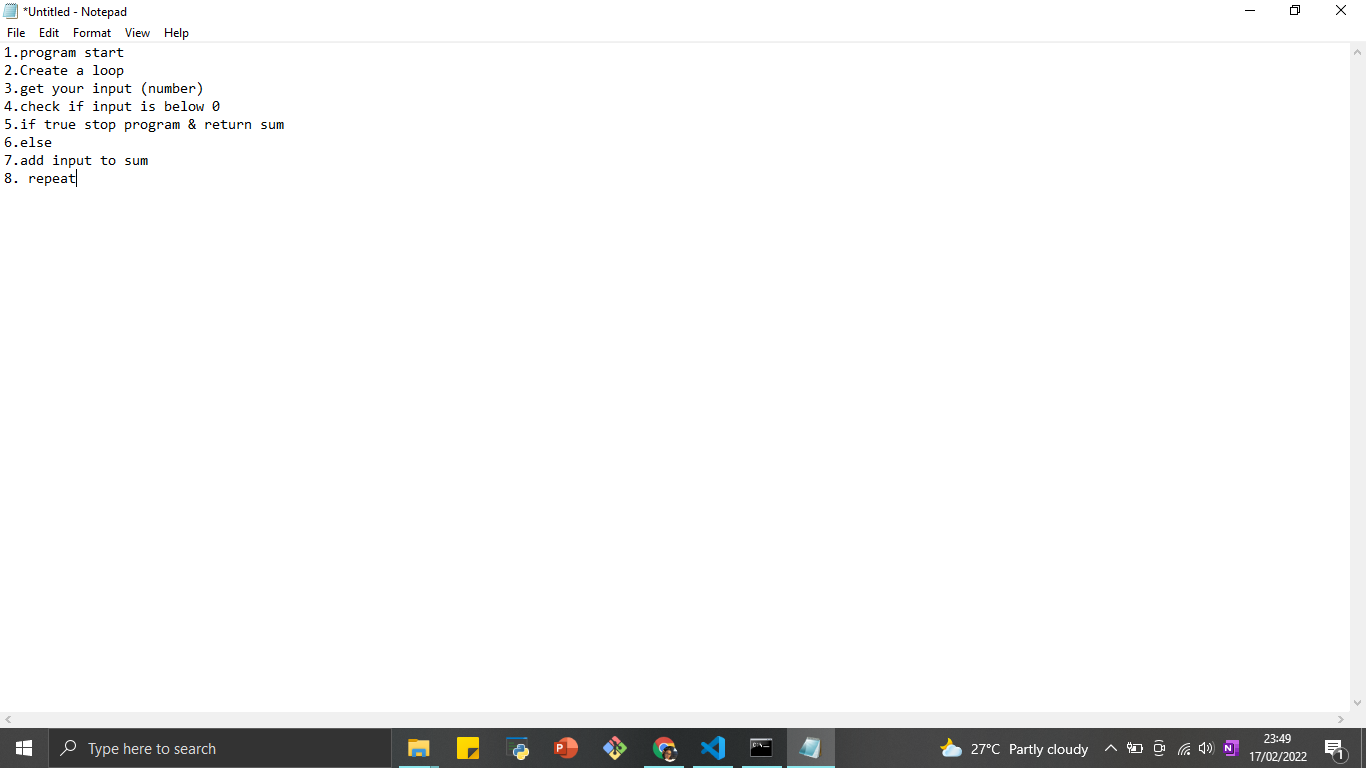 *Untitled - Notepad
File Edit Format View Help
1.program start
2.Create a loop
3.get your input (number)
4.check if input is below 0
5.if true stop program & return sum
6.else
7.add input to sum
8. repeat
Type here to search
27°C Partly cloudy
23:49
17/02/2022
1